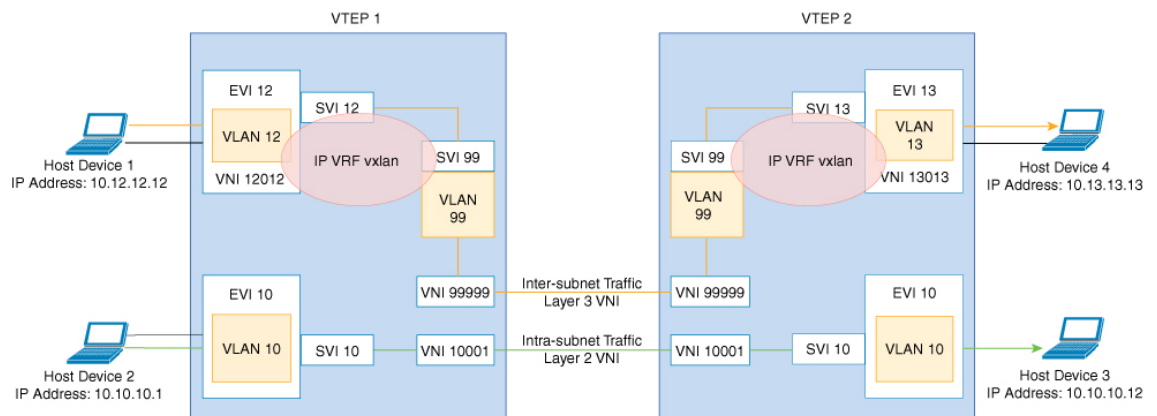 VTEP 1
VTEP 2
EVI 12
SVI 12
VLAN 12
IP VRF vxlan
SVI 99
VNI 12012
VLAN
99
VNI 99999
Host Device 1
IP Address: 10.12.12.12
SVI 13
EVI 13
SVI 99
IP VRF vxlan
VLAN
13
VNI 13013
VLAN
99
VNI 99999
Host Device 4
IP Address: 10.13.13.13
Inter-subnet Traffic
Layer 3 VNI
EVI 10
VLAN 10
SVI 10
VNI 10001
Host Device 2
IP Address: 10.10.10.1
Intra-subnet Traffic
Layer 2 VNI
VNI 10001
SVI 10
EVI 10
VLAN 10
Host Device 3
IP Address: 10.10.10.12